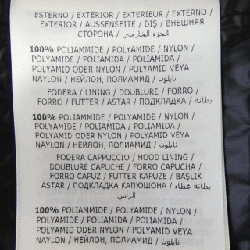 ESTERNO / EXTERIOR / EXTERIEUR / EXTERNO /
EXTERIOR / AUSSENSEITE / DIŞ / ВНЕШНАЯ
СТОРОНА /
100% POLIAMIDE / POLYAMIDE / NYLON /
POLYAMIDE / POLIAMIDA / POLIAMIDA /
POLYAMID ODER NYLON / POLYAMID VEYA
NAYLON / НЕЙЛОН, ПОЛИАМИД / نايلون
FODERA / LINING / DOUBLURE / FORRO /
FORRO / FUTTER / ASTAR / ПОДКЛАДКА / بطانة
100% POLIAMMIDE / POLYAMIDE / NYLON /
POLYAMIDE / POLIAMIDA / POLIAMIDA /
POLYAMID ODER NYLON / POLYAMID VEYA
NAYLON / НЕЙЛОН, ПОЛИАМИД / نايلون
FODERA CAPPUCCIO / HOOD LINING /
DOUBLURE CAPUCHE / FORRO CAPUCHA /
FORRO CAPUZ / FUTTER KAPUZE / BAŞLIK
ASTAR / ПОДКЛАДКА КАПЮШОНА / بطانة غطاء
الرأس
100% POLIAMMIDE / POLYAMIDE / NYLON /
POLYAMIDE / POLIAMIDA / POLIAMIDA /
POLYAMID ODER NYLON / POLYAMID VEYA
NAYLON / НЕЙЛОН, ПОЛИАМИД / نايلون